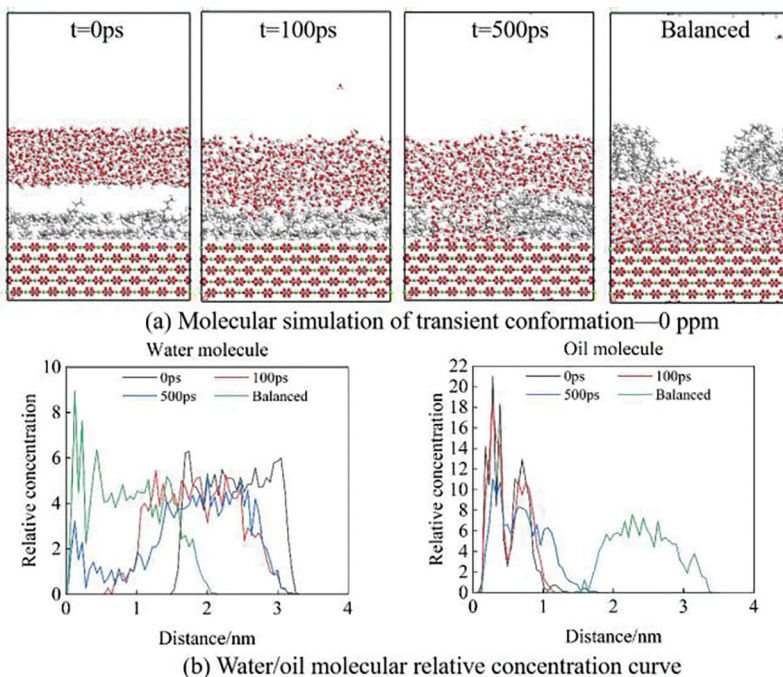 t=0ps t=100ps t=500ps Balanced
(a) Molecular simulation of transient conformation—0 ppm
Water molecule
Relative concentration
10
8
6
4
2
0
0ps 100ps
500ps Balanced
0 1 2 3 4
Distance/nm
Oil molecule
Relative concentration
22
20
18
16
14
12
10
8
6
4
2
0
0ps 100ps
500ps Balanced
0 1 2 3 4
Distance/nm
(b) Water/oil molecular relative concentration curve